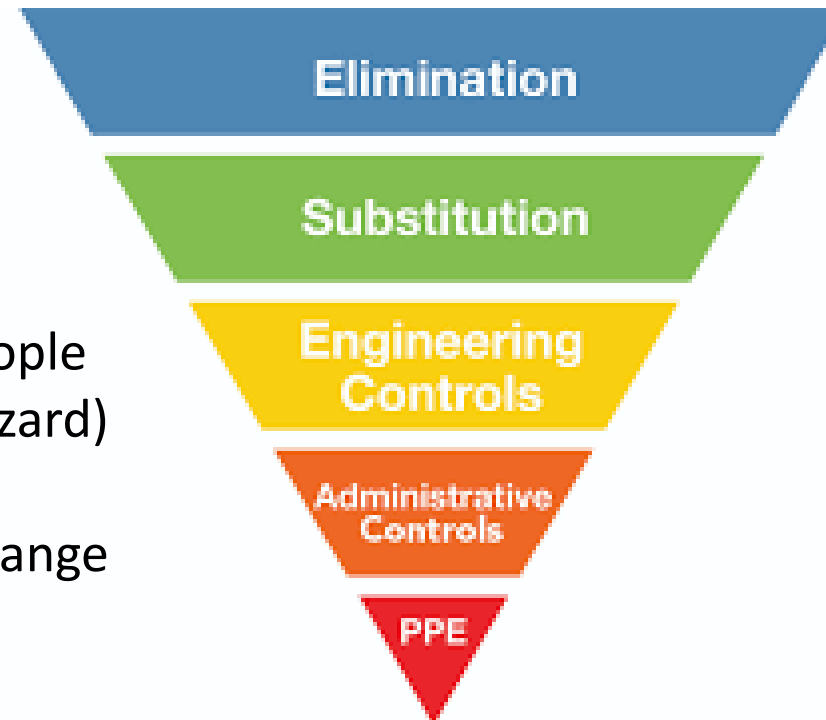 Elimination
Substitution
ople
zard)
Engineering
Controls
Administrative
Controls
ange
PPE